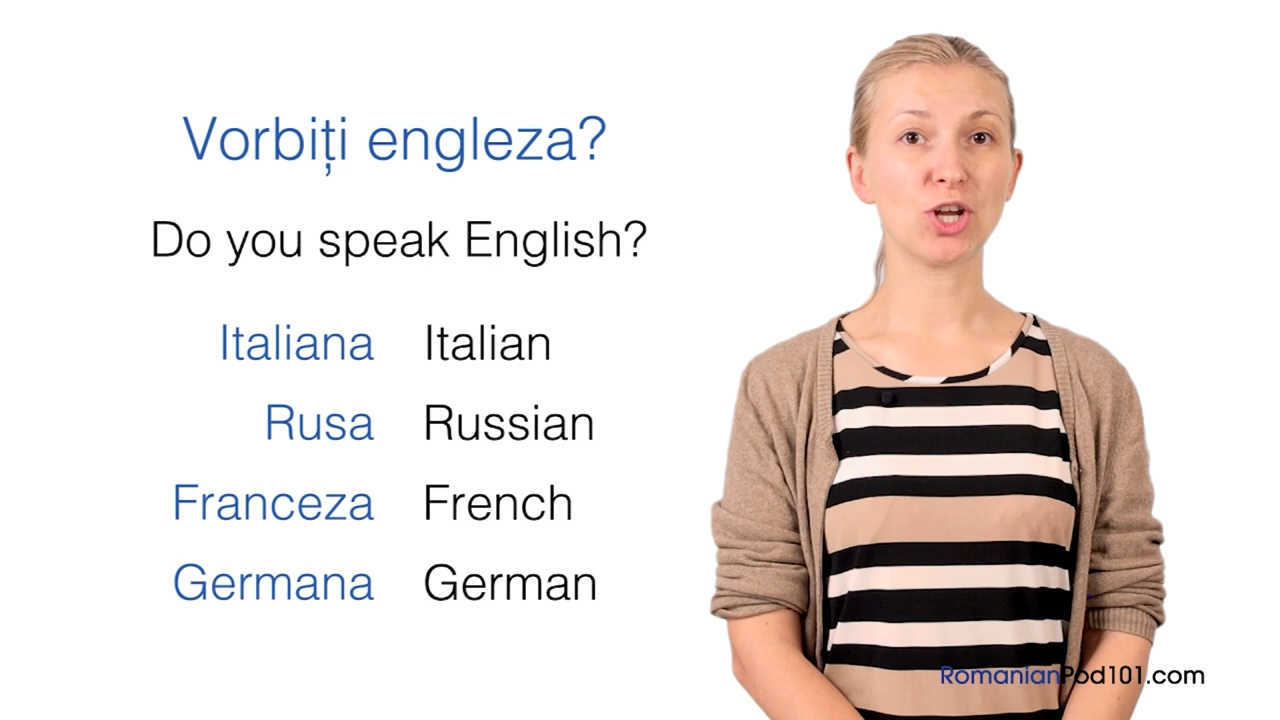 Vorbiți engleza?
Do you speak English?
Italiana Italian
Rusa Russian
Franceza French
Germana German
RomanianPod101.com